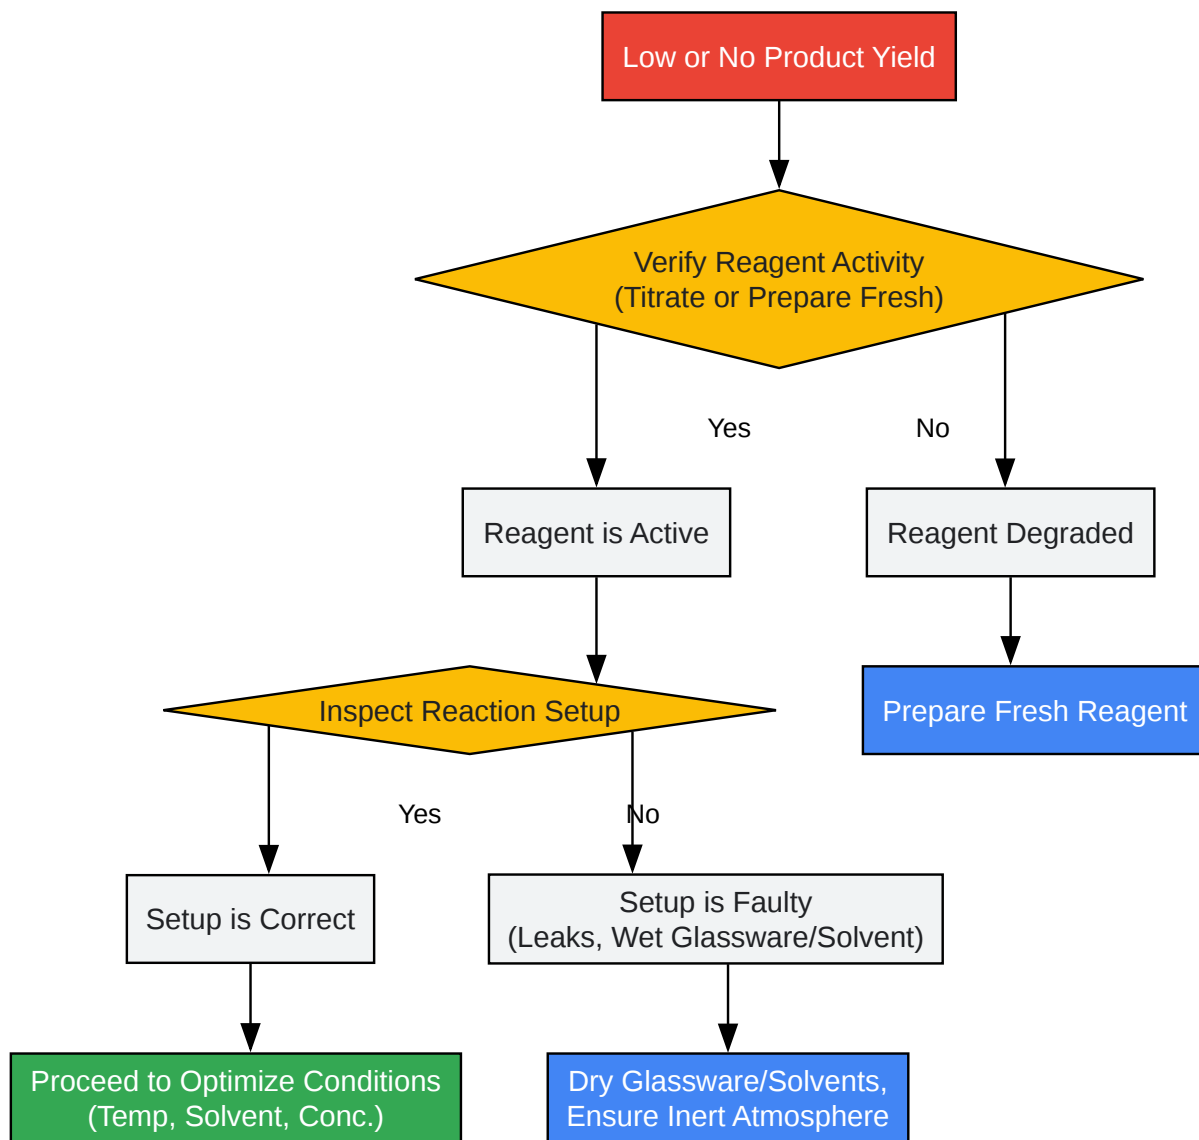 Low or No Product Yield
Verify Reagent Activity
(Titrate or Prepare Fresh)
Yes
No
Reagent is Active
Reagent Degraded
Inspect Reaction Setup
Prepare Fresh Reagent
Yes
No
Setup is Correct
Setup is Faulty
(Leaks, Wet Glassware/Solvent)
Proceed to Optimize Conditions
(Temp, Solvent, Conc.)
Dry Glassware/Solvents,
Ensure Inert Atmosphere